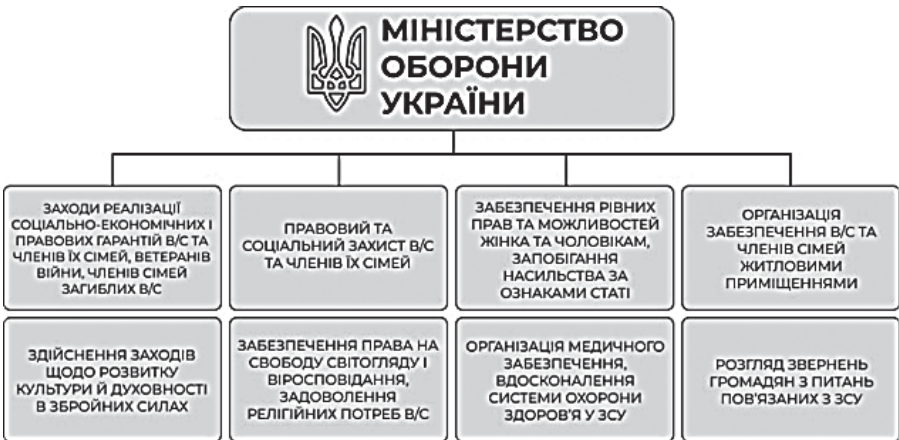 МІНІСТЕРСТВО
ОБОРОНИ
УКРАЇНИ
ЗАХОДИ РЕАЛІЗАЦІЇ
СОЦІАЛЬНО-ЕКОНОМІЧНИХ І
ПРАВОВИХ ГАРАНТІЙ В/С ТА
ЧЛЕНІВ ЇХ СІМЕЙ, ВЕТЕРАНІВ
ВІЙНИ, ЧЛЕНІВ СІМЕЙ
ЗАГИБЛИХ В/С
ПРАВОВИЙ ТА
СОЦІАЛЬНИЙ ЗАХИСТ В/С
ТА ЧЛЕНІВ ЇХ СІМЕЙ
ЗАБЕЗПЕЧЕННЯ РІВНИХ
ПРАВ ТА МОЖЛИВОСТЕЙ
ЖІНКА ТА ЧОЛОВІКАМ,
ЗАПОБІГАННЯ
НАСИЛЬСТВА ЗА
ОЗНАКАМИ СТАТІ
ОРГАНІЗАЦІЯ
ЗАБЕЗПЕЧЕННЯ В/С ТА
ЧЛЕНІВ СІМЕЙ
ЖИТЛОВИМИ
ПРИМІЩЕННЯМИ
ЗДІЙСНЕННЯ ЗАХОДІВ
ЩОДО РОЗВИТКУ
КУЛЬТУРИ Й ДУХОВНОСТІ
В ЗБРОЙНИХ СИЛАХ
ЗАБЕЗПЕЧЕННЯ ПРАВА НА
СВОБОДУ СВІТОГЛЯДУ І
ВІРОСПОВІДАННЯ,
ЗАДОВОЛЕННЯ
РЕЛІГІЙНИХ ПОТРЕБ В/С
ОРГАНІЗАЦІЯ МЕДИЧНОГО
ЗАБЕЗПЕЧЕННЯ,
ВДОСКОНАЛЕННЯ
СИСТЕМИ ОХОРОНИ
ЗДОРОВ'Я У ЗСУ
РОЗГЛЯД ЗВЕРНЕНЬ
ГРОМАДЯН З ПИТАНЬ
ПОВ'ЯЗАНИХ З ЗСУ